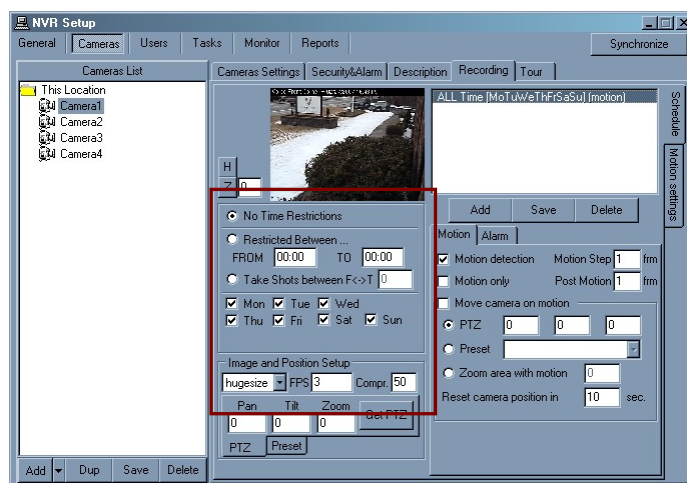 NVR Setup
General Cameras Users Tasks Monitor Reports Synchronize
Cameras List
This Location
Camera1
Camera2
Camera3
Camera4
Add Dup Save Delete
Cameras Settings Security&Alarm Description Recording Tour
H
Z 0
No Time Restrictions
Restricted Between ...
FROM 00:00 TO 00:00
Take Shots between F<->T 0
Mon Tue Wed
Thu Fri Sat Sun
Image and Position Setup
hugesize FPS 3 Compr. 50
Pan Tilt Zoom
0 0 0 Get PTZ
PTZ Preset
ALL Time (MoTuWeThFrSaSu) (motion)
Add Save Delete
Motion Alarm
Motion detection Motion Step 1 frm
Motion only Post Motion 1 frm
Move camera on motion
PTZ 0 0 0
Preset
Zoom area with motion 0
Reset camera position in 10 sec.
Schedule
Motion settings